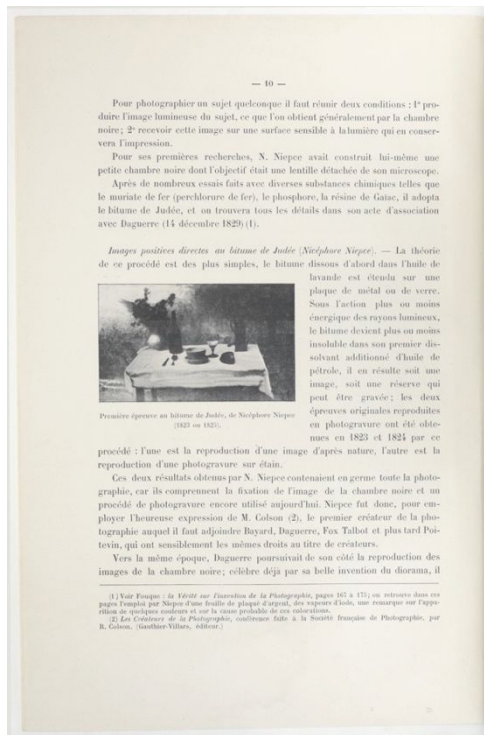 — 10 —
Pour photographier un sujet quelconque il faut réunir deux conditions : 1° pro-
duire l'image lumineuse du sujet, ce que l'on obtient généralement par la chambre
noire; 2° recevoir cette image sur une surface sensible à la lumière qui en conser-
vera l'impression.
Pour ses premières recherches, N. Niepce avait construit lui-même une
petite chambre noire dont l'objectif était une lentille détachée de son microscope.
Après de nombreux essais faits avec diverses substances chimiques telles que
le muriate de fer (perchlorure de fer), le phosphore, la résine de Gaïac, il adopta
le bitume de Judée, et on trouvera tous les détails dans son acte d'association
avec Daguerre (14 décembre 1829) (1).
Images positives directes au bitume de Judée (Nicéphore Niepce). — La théorie
de ce procédé est des plus simples, le bitume dissous d'abord dans l'huile de
lavande est étendu sur une
plaque de métal ou de verre.
Sous l'action plus ou moins
énergique des rayons lumineux,
le bitume devient plus ou moins
insoluble dans son premier dis-
solvant additionné d'huile de
pétrole, il en résulte soit une
image, soit une réserve qui
peut être gravée; les deux
épreuves originales reproduites
en photogravure ont été obte-
nues en 1823 et 1824 par ce
Première épreuve au bitume de Judée, de Nicéphore Niepce
(1823 ou 1825).
procédé : l'une est la reproduction d'une image d'après nature, l'autre est la
reproduction d'une photogravure sur étain.
Ces deux résultats obtenus par N. Niepce contenaient en germe toute la photo-
graphie, car ils comprennent la fixation de l'image de la chambre noire et un
procédé de photogravure encore utilisé aujourd'hui. Niepce fut donc, pour em-
ployer l'heureuse expression de M. Colson (2), le premier créateur de la pho-
tographie auquel il faut adjoindre Bayard, Daguerre, Fox Talbot et plus tard Poi-
tevin, qui ont sensiblement les mêmes droits au titre de créateurs.
Vers la même époque, Daguerre poursuivait de son côté la reproduction des
images de la chambre noire; célèbre déjà par sa belle invention du diorama, il
(1) Voir Fouque : la Vérité sur l'invention de la Photographie, pages 167 à 175; on retrouve dans ces
pages l'emploi par Niepce d'une feuille de plaqué d'argent, des vapeurs d'iode, une remarque sur l'appa-
rition de quelques couleurs et sur la cause probable de ces colorations.
(2) Les Créateurs de la Photographie, conférence faite à la Société française de Photographie, par
R. Colson. (Gauthier-Villars, éditeur.)